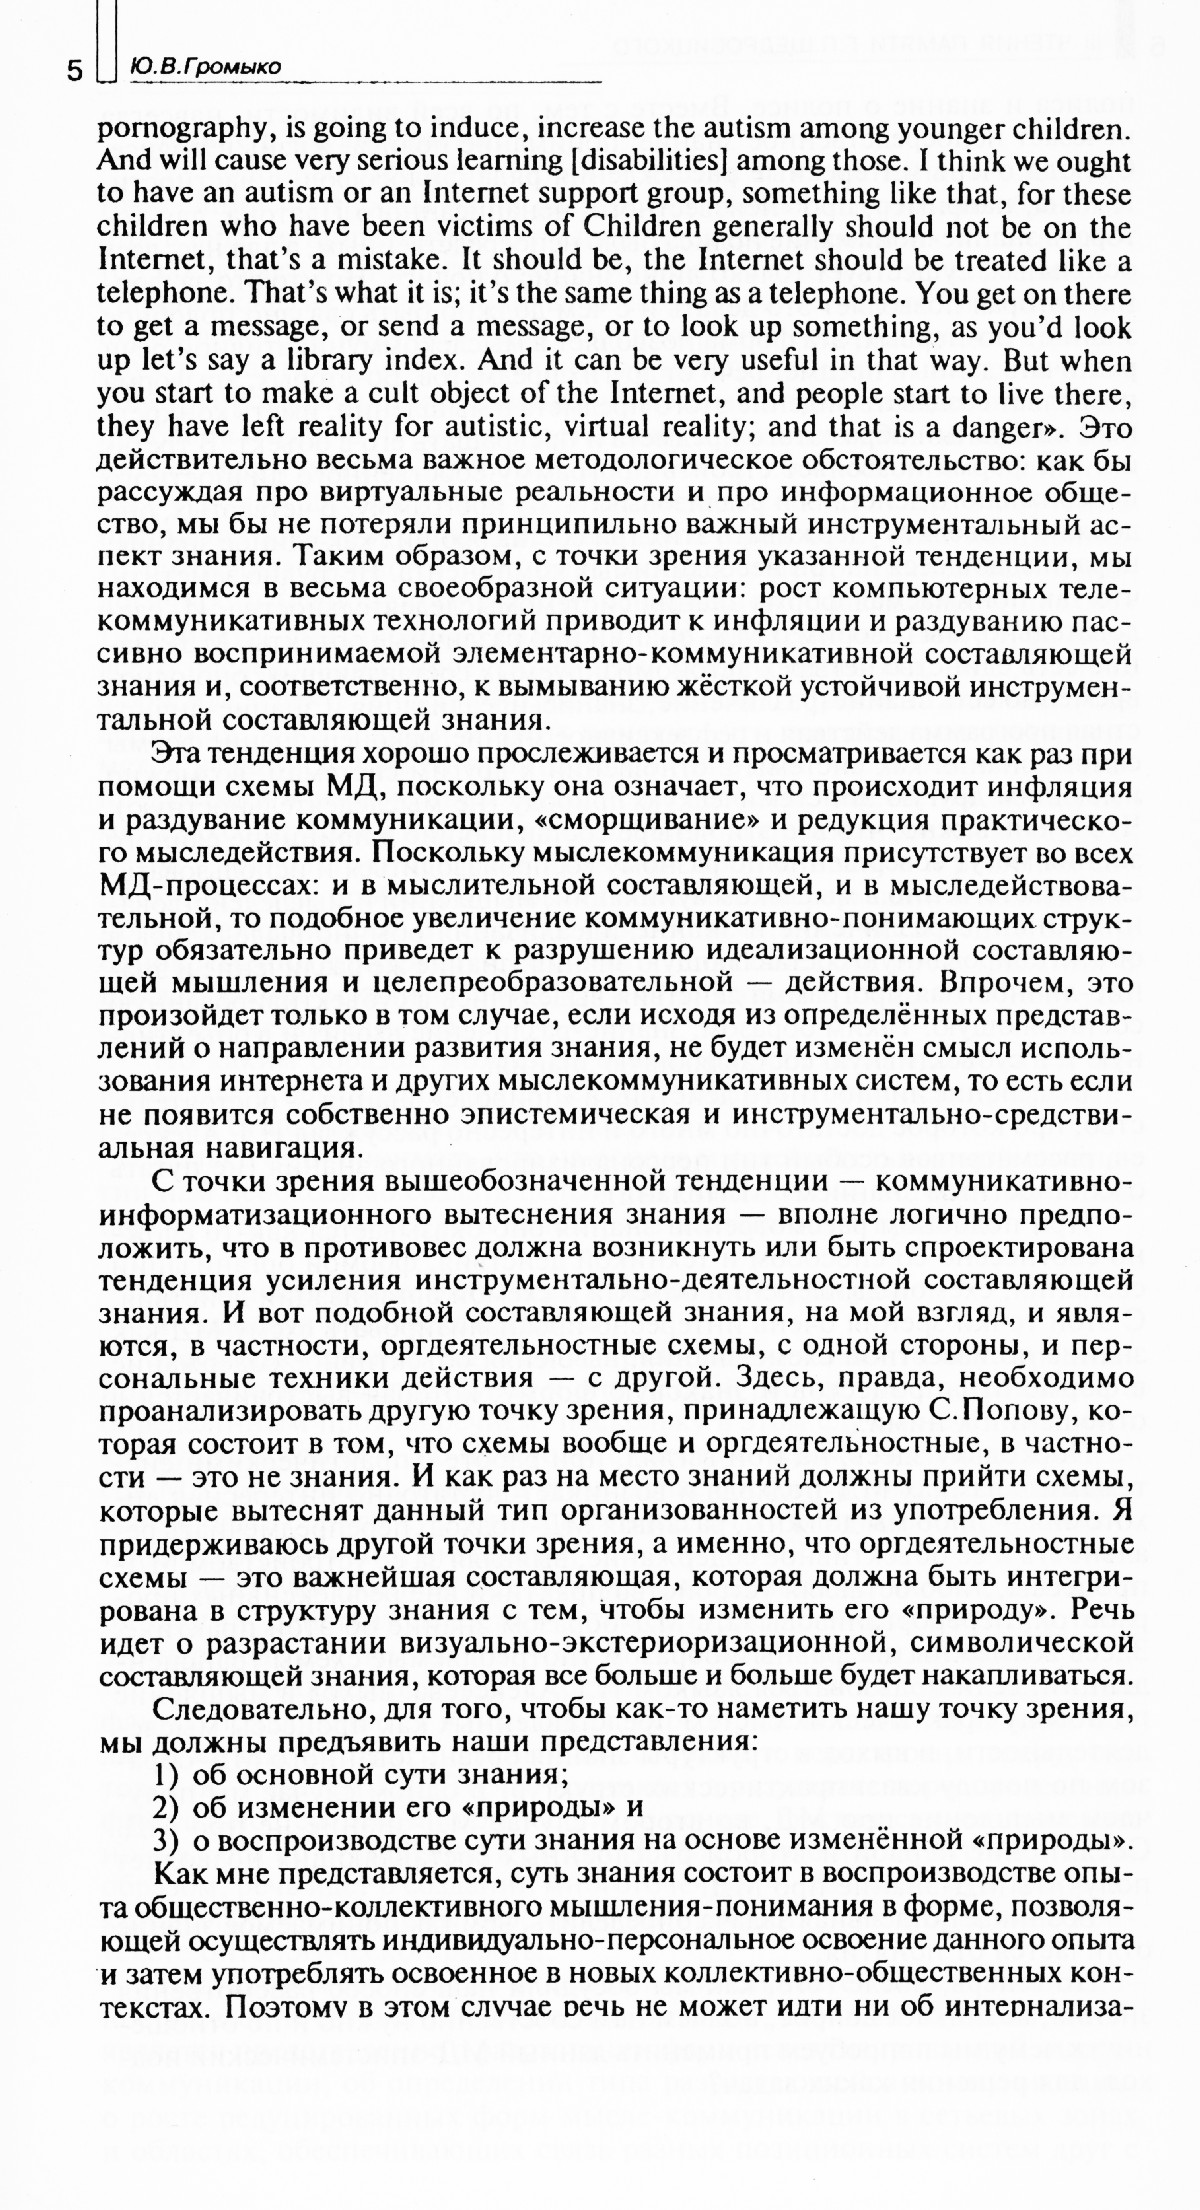 5
Ю.В.Громыко
pornography, is going to induce, increase the autism among younger children.
And will cause very serious learning [disabilities] among those. I think we ought
to have an autism or an Internet support group, something like that, for these
children who have been victims of Children generally should not be on the
Internet, that's a mistake. It should be, the Internet should be treated like a
telephone. That's what it is; it's the same thing as a telephone. You get on there
to get a message, or send a message, or to look up something, as you'd look
up let's say a library index. And it can be very useful in that way. But when
you start to make a cult object of the Internet, and people start to live there,
they have left reality for autistic, virtual reality; and that is a danger». Это
действительно весьма важное методологическое обстоятельство: как бы
рассуждая про виртуальные реальности и про информационное обще-
ство, мы бы не потеряли принципильно важный инструментальный ас-
пект знания. Таким образом, с точки зрения указанной тенденции, мы
находимся в весьма своеобразной ситуации: рост компьютерных теле-
коммуникативных технологий приводит к инфляции и раздуванию пас-
сивно воспринимаемой элементарно-коммуникативной составляющей
знания и, соответственно, к вымыванию жёсткой устойчивой инструмен-
тальной составляющей знания.
Эта тенденция хорошо прослеживается и просматривается как раз при
помощи схемы МД, поскольку она означает, что происходит инфляция
и раздувание коммуникации, «сморщивание» и редукция практическо-
го мыследействия. Поскольку мыслекоммуникация присутствует во всех
МД-процессах: и в мыслительной составляющей, и в мыследействова-
тельной, то подобное увеличение коммуникативно-понимающих струк-
тур обязательно приведет к разрушению идеализационной составляю-
щей мышления и целепреобразовательной — действия. Впрочем, это
произойдет только в том случае, если исходя из определённых представ-
лений о направлении развития знания, не будет изменён смысл исполь-
зования интернета и других мыслекоммуникативных систем, то есть если
не появится собственно эпистемическая и инструментально-средстви-
альная навигация.
С точки зрения вышеобозначенной тенденции — коммуникативно-
информатизационного вытеснения знания — вполне логично предпо-
ложить, что в противовес должна возникнуть или быть спроектирована
тенденция усиления инструментально-деятельностной составляющей
знания. И вот подобной составляющей знания, на мой взгляд, и явля-
ются, в частности, оргдеятельностные схемы, с одной стороны, и пер-
сональные техники действия — с другой. Здесь, правда, необходимо
проанализировать другую точку зрения, принадлежащую С.Попову, ко-
торая состоит в том, что схемы вообще и оргдеятельностные, в частно-
сти — это не знания. И как раз на место знаний должны прийти схемы,
которые вытеснят данный тип организованностей из употребления. Я
придерживаюсь другой точки зрения, а именно, что оргдеятельностные
схемы — это важнейшая составляющая, которая должна быть интегри-
рована в структуру знания с тем, чтобы изменить его «природу». Речь
идет о разрастании визуально-экстериоризационной, символической
составляющей знания, которая все больше и больше будет накапливаться.
Следовательно, для того, чтобы как-то наметить нашу точку зрения,
мы должны предъявить наши представления:
1) об основной сути знания;
2) об изменении его «природы» и
3) о воспроизводстве сути знания на основе изменённой «природы».
Как мне представляется, суть знания состоит в воспроизводстве опы-
та общественно-коллективного мышления-понимания в форме, позволя-
ющей осуществлять индивидуально-персональное освоение данного опыта
и затем употреблять освоенное в новых коллективно-общественных кон-
текстах. Поэтому в этом случае речь не может идти ни об интернализа-